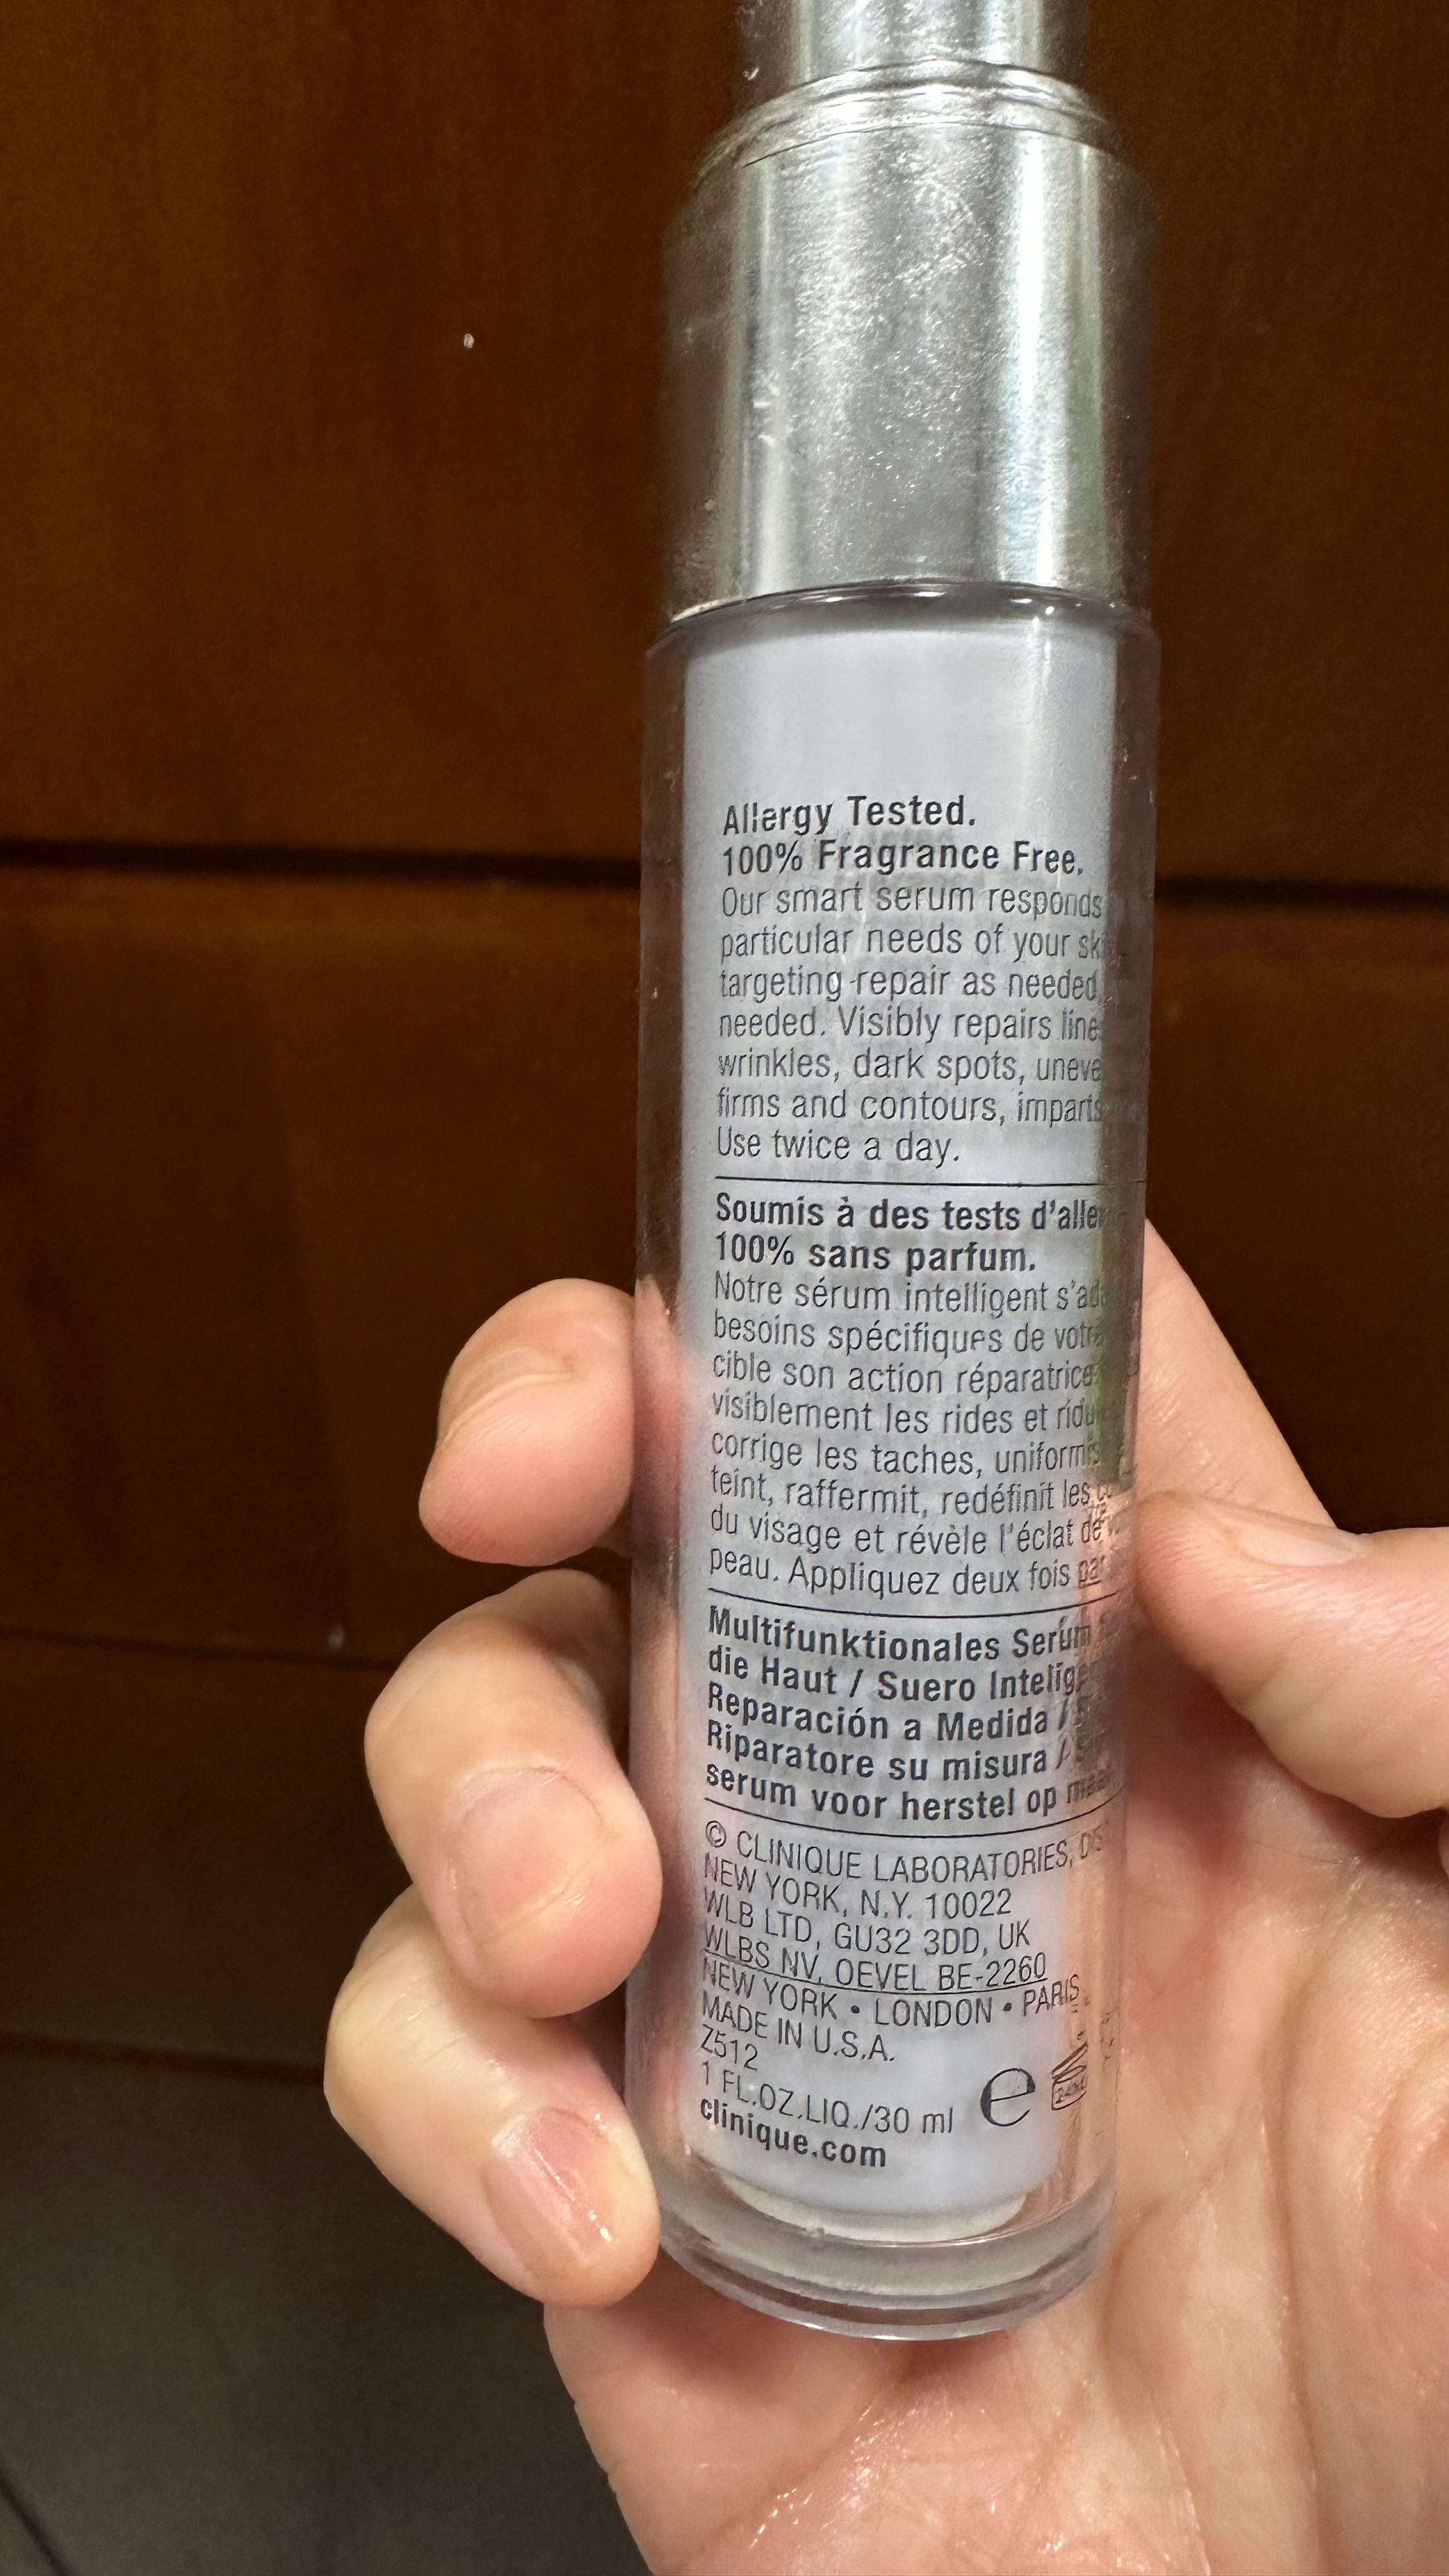 Allergy Tested.
100% Fragrance Free.
Our smart serum responds
particular needs of your
targeting repair as needed,
needed. Visibly repairs
wrinkles, dark spots,
firms and contours, imparts
Use twice a day.
Soumis à des tests
100% sans parfum.
Notre sérum intelligent
besoins spécifiques de
cible son action réparatrice
visiblement les rides et
corrige les taches,
teint, raffermit, redéfinit les
du visage et révèle l'éclat de
peau. Appliquez deux fois
Multifunktionales Serum
die Haut / Suero
Reparación a Medida /
Riparatore su misura /
serum voor herstel op
© CLINIQUE LABORATORIES,
NEW YORK, N.Y. 10022
WLB LTD, GU32 3DD, UK
WLBS NV, OEVEL BE-2260
NEW YORK • LONDON • PARIS
MADE IN U.S.A.
Z512
1 FL.OZ.LIQ./30 ml e
clinique.com